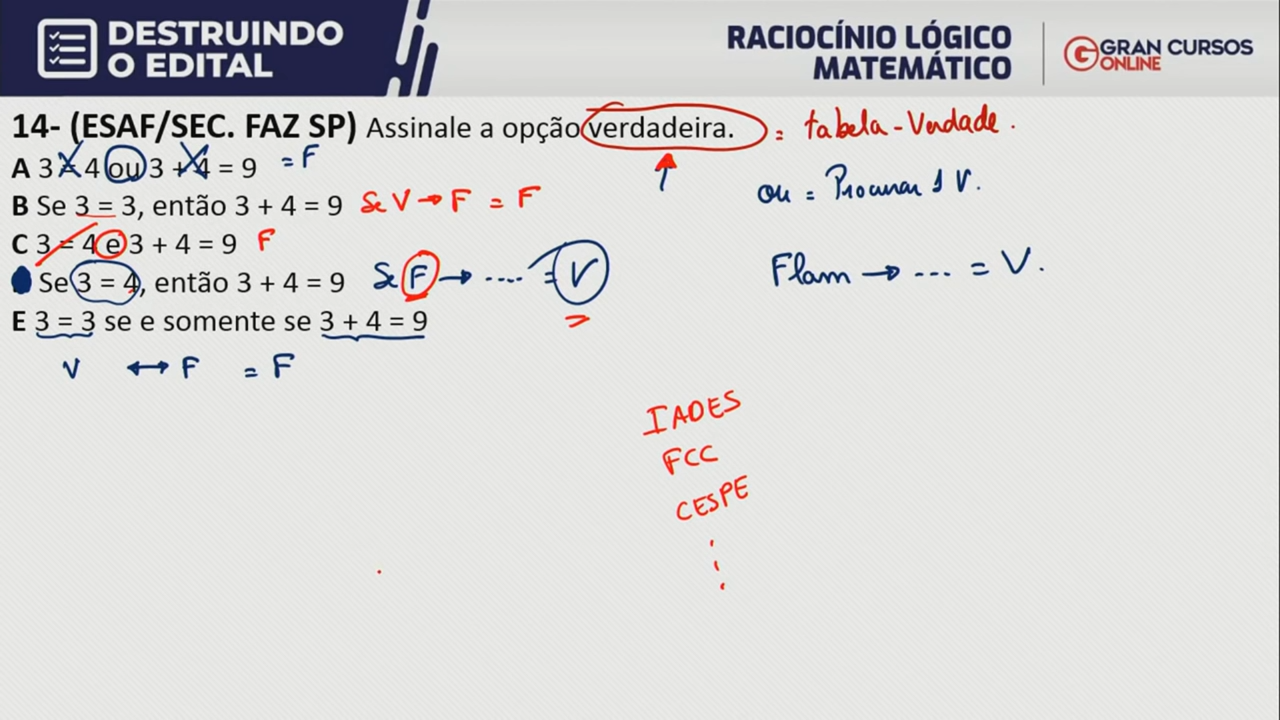 DESTRUINDO
O EDITAL
RACIOCÍNIO LÓGICO
MATEMÁTICO
GRAN CURSOS
ONLINE
14- (ESAF/SEC. FAZ SP) Assinale a opção verdadeira. = tabela-Verdade.
A 3 = 4 ou 3 + 4 = 9 = F
ou = Procurar 1 V.
B Se 3 = 3, então 3 + 4 = 9 Se V → F = F
C 3 = 4 e 3 + 4 = 9 F
Se 3 = 4, então 3 + 4 = 9 Se F → .... = V
Flam → ... = V.
E 3 = 3 se e somente se 3 + 4 = 9
V ↔ F = F
IADES
FCC
CESPE